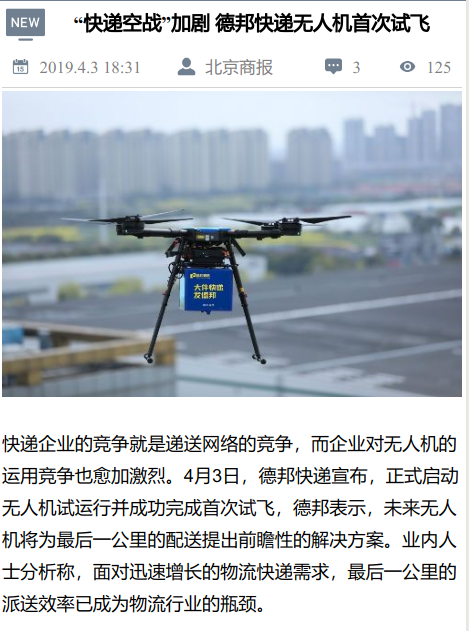 NEW
“快递空战”加剧 德邦快递无人机首次试飞
15 2019.4.3 18:31 北京商报 3 125
大件快递
发德邦
快递企业的竞争就是递送网络的竞争，而企业对无人机的
运用竞争也愈加激烈。4月3日，德邦快递宣布，正式启动
无人机试运行并成功完成首次试飞，德邦表示，未来无人
机将为最后一公里的配送提出前瞻性的解决方案。业内人
士分析称，面对迅速增长的物流快递需求，最后一公里的
派送效率已成为物流行业的瓶颈。